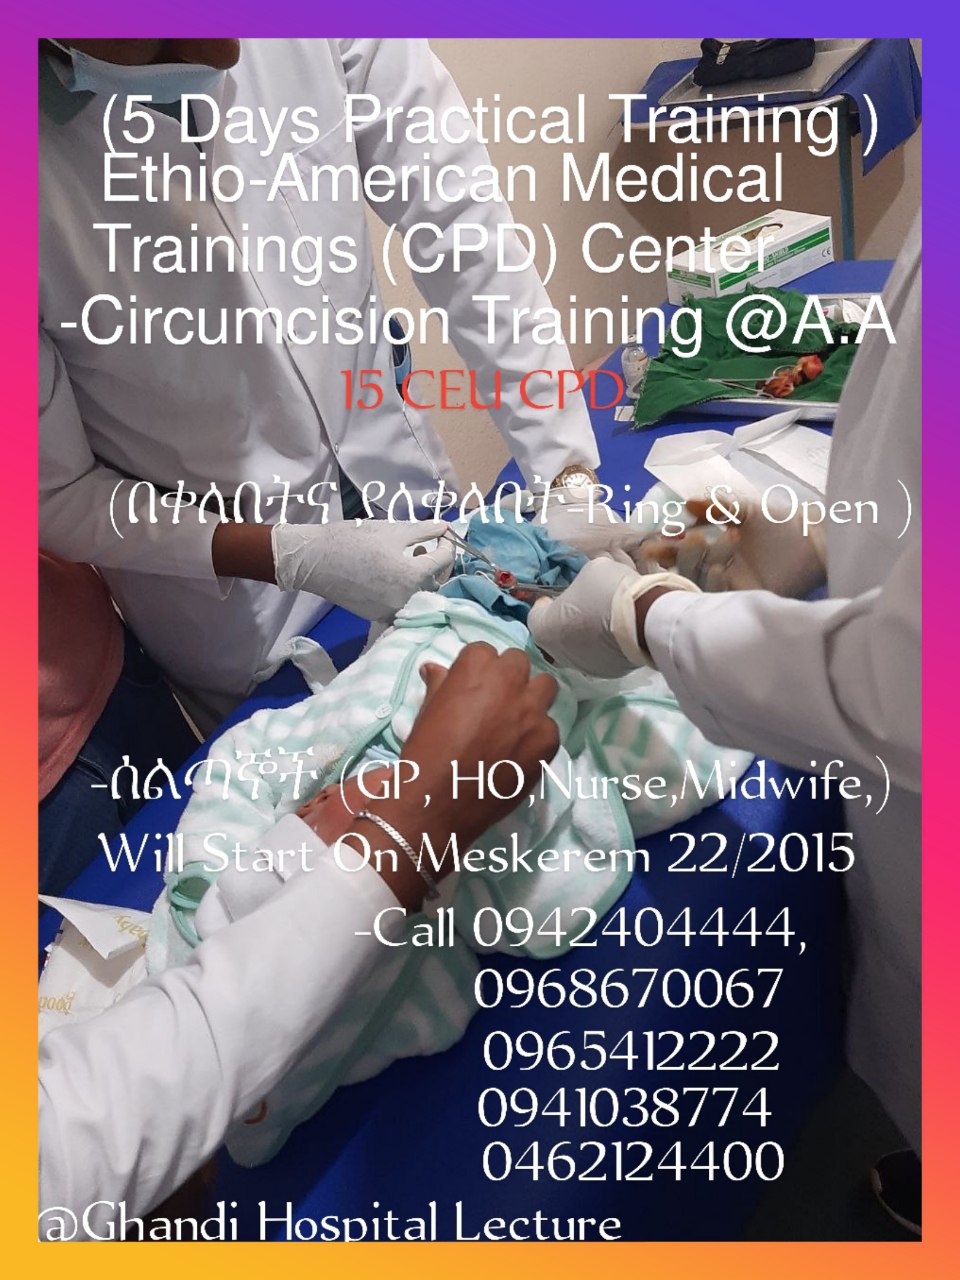 (5 Days Practical Training )
Ethio-American Medical
Trainings (CPD) Center
-Circumcision Training @A.A
15 CEU CPD
(በቀለበትና ያለቀለበት-Ring & Open )
-ሰልጣኞች (GP, HO,Nurse,Midwife,)
Will Start On Meskerem 22/2015
-Call 0942404444,
0968670067
0965412222
0941038774
0462124400
@Ghandi Hospital Lecture